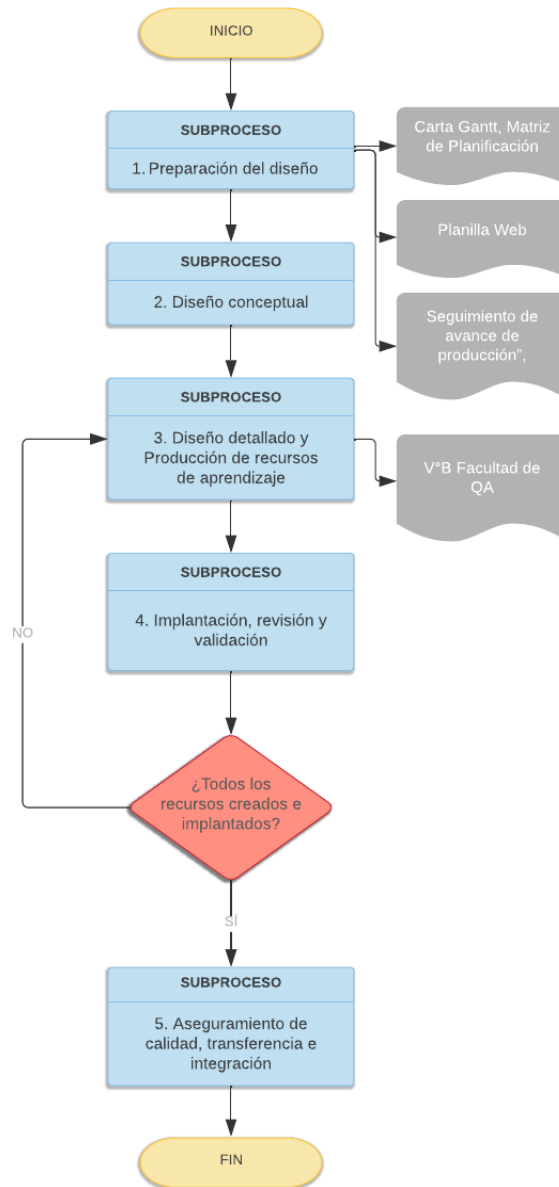 INICIO
SUBPROCESO
1. Preparación del diseño
Carta Gantt, Matriz
de Planificación
Planilla Web
SUBPROCESO
2. Diseño conceptual
Seguimiento de
avance de
producción”,
SUBPROCESO
3. Diseño detallado y
Producción de recursos
de aprendizaje
V°B Facultad de
QA
SUBPROCESO
4. Implantación, revisión y
validación
NO
¿Todos los
recursos creados e
implantados?
SÍ
SUBPROCESO
5. Aseguramiento de
calidad, transferencia e
integración
FIN